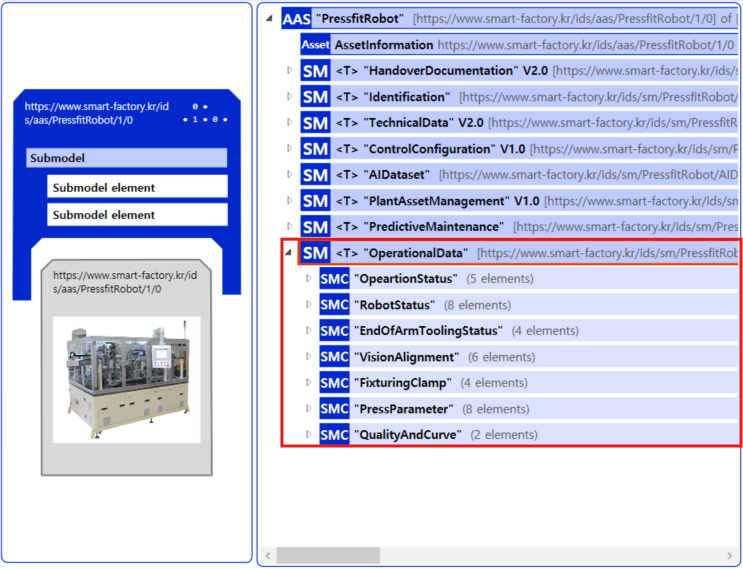 https://www.smart-factory.kr/id
s/aas/PressfitRobot/1/0
Submodel
Submodel element
Submodel element
https://www.smart-factory.kr/id
s/aas/PressfitRobot/1/0
AAS "PressfitRobot" [https://www.smart-factory.kr/ids/aas/PressfitRobot/1/0] of [
Asset AssetInformation https://www.smart-factory.kr/ids/aas/PressfitRobot/1/0
SM <T> "HandoverDocumentation" V2.0 [https://www.smart-factory.kr/ids/s
SM <T> "Identification" [https://www.smart-factory.kr/ids/sm/PressfitRobot/
SM <T> "TechnicalData" V2.0 [https://www.smart-factory.kr/ids/sm/PressfitR
SM <T> "ControlConfiguration" V1.0 [https://www.smart-factory.kr/ids/sm/P
SM <T> "AIDataset" [https://www.smart-factory.kr/ids/sm/PressfitRobot/AID
SM <T> "PlantAssetManagement" V1.0 [https://www.smart-factory.kr/ids/sn
SM <T> "PredictiveMaintenance" [https://www.smart-factory.kr/ids/sm/Pres
SM <T> "OperationalData" [https://www.smart-factory.kr/ids/sm/PressfitRob
SMC "OpeartionStatus" (5 elements)
SMC "RobotStatus" (8 elements)
SMC "EndOfArmToolingStatus" (4 elements)
SMC "VisionAlignment" (6 elements)
SMC "FixturingClamp" (4 elements)
SMC "PressParameter" (8 elements)
SMC "QualityAndCurve" (2 elements)